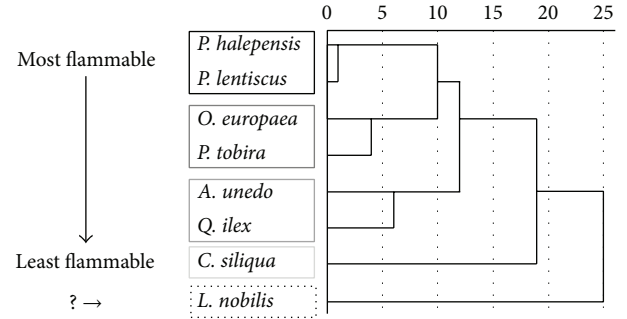 0 5 10 15 20 25
Most flammable
P. halepensis
P. lentiscus
O. europaea
P. tobira
A. unedo
Q. ilex
Least flammable
C. siliqua
? →
L. nobilis